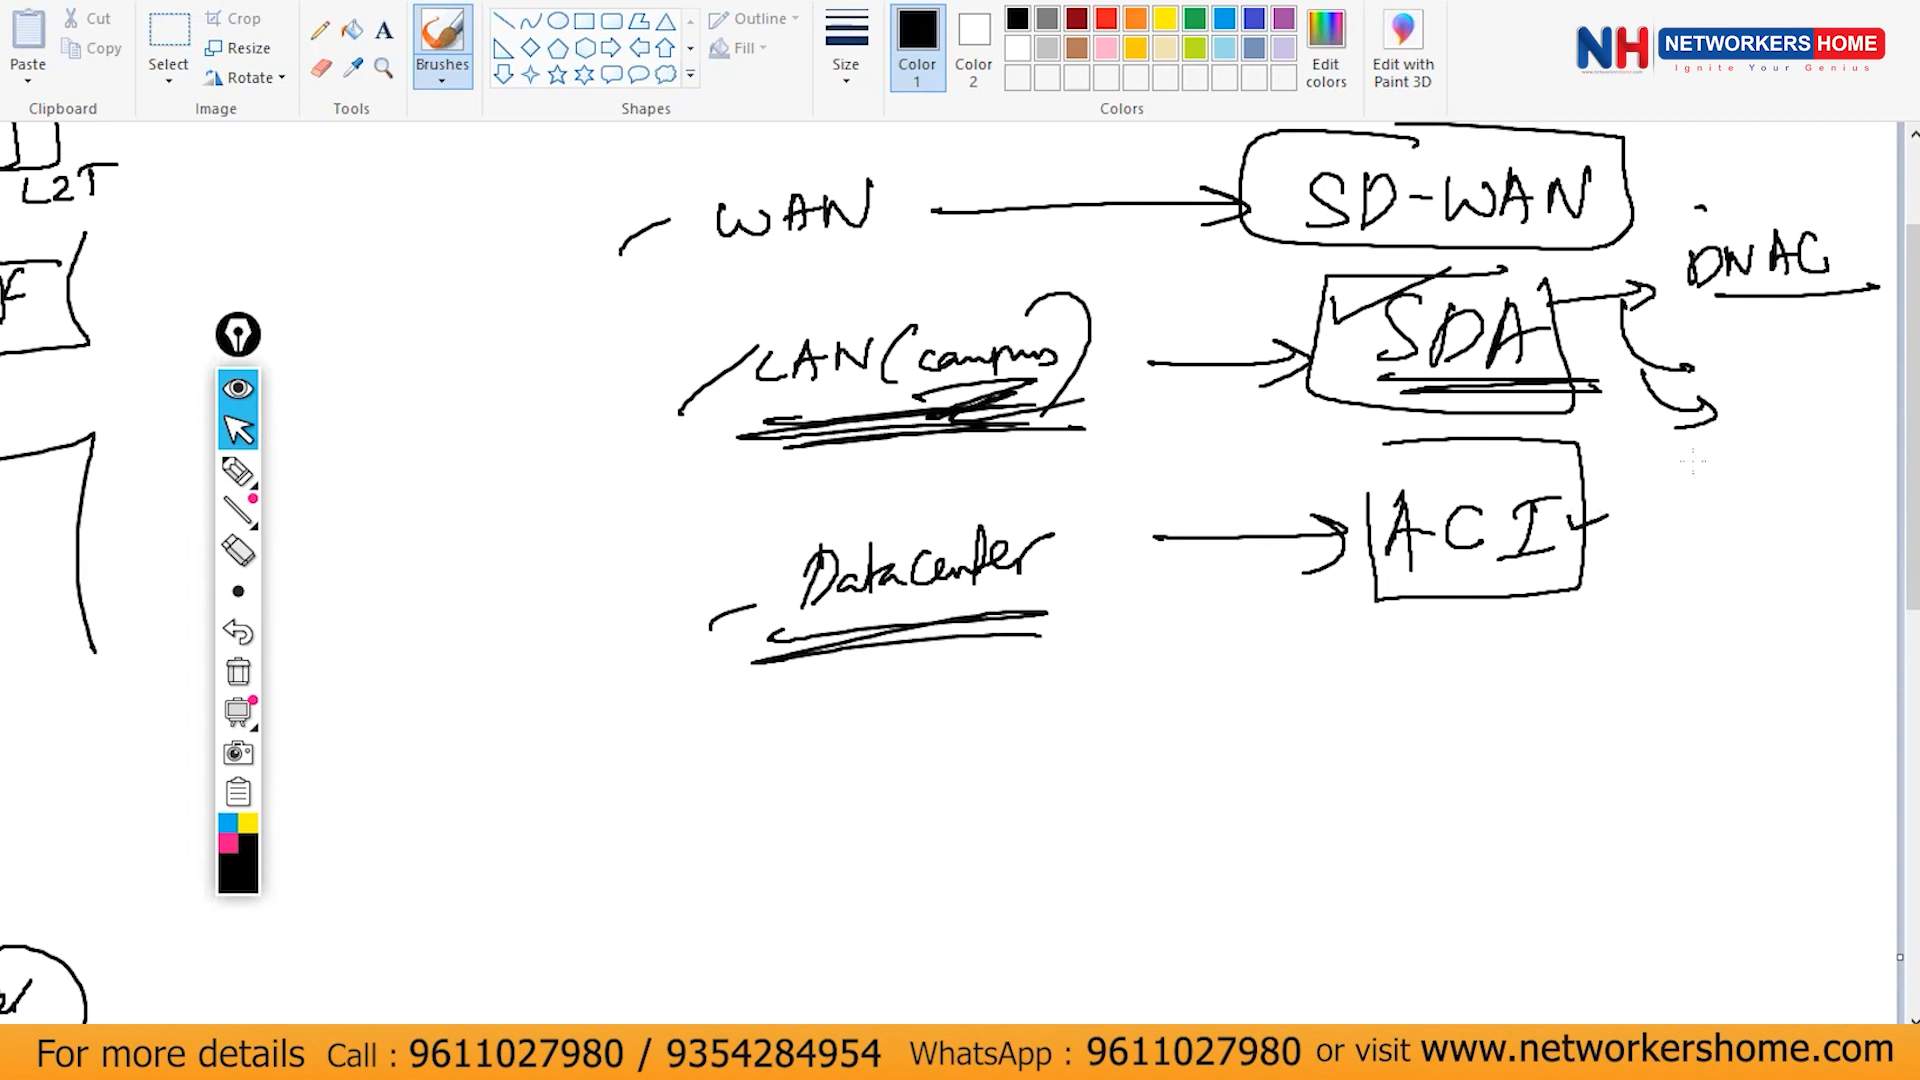 Paste
Cut
Copy
Clipboard
Select
Crop
Resize
Rotate
Image
A
Tools
Brushes
Shapes
Outline
Fill
Size
Color 1
Color 2
Colors
Edit colors
Edit with Paint 3D
NH
NETWORKERS HOME
Ignite Your Genius
L2T
WAN
SD-WAN
DNAC
LAN (campus)
SDA
Datacenter
ACI
For more details Call : 9611027980 / 9354284954 WhatsApp : 9611027980 or visit www.networkershome.com